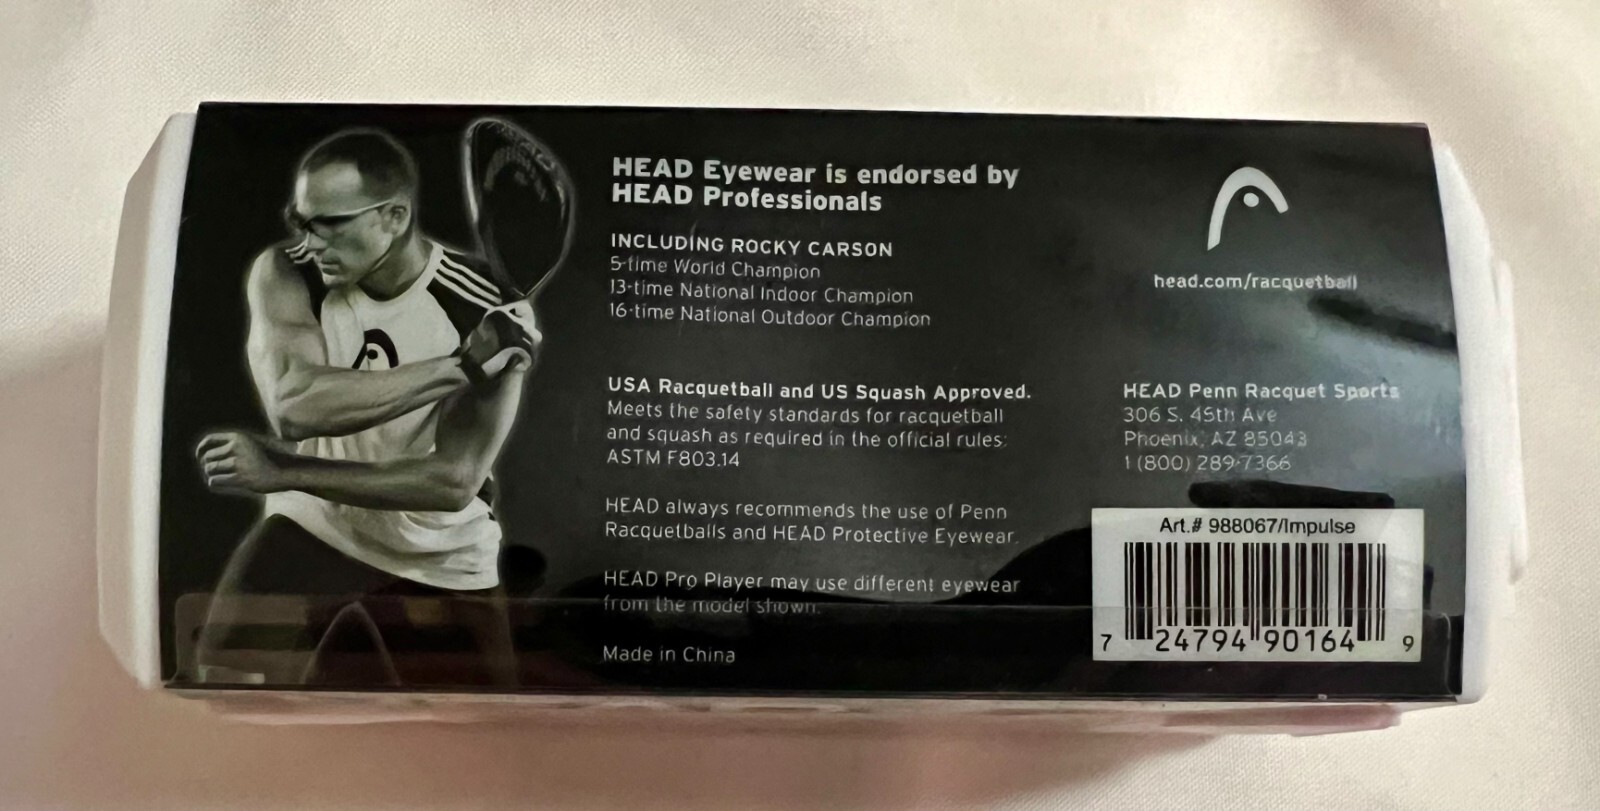 HEAD Eyewear is endorsed by
HEAD Professionals
INCLUDING ROCKY CARSON
5-time World Champion
13-time National Indoor Champion
16-time National Outdoor Champion
USA Racquetball and US Squash Approved.
Meets the safety standards for racquetball
and squash as required in the official rules:
ASTM F803.14
HEAD always recommends the use of Penn
Racquetballs and HEAD Protective Eyewear.
HEAD Pro Player may use different eyewear
from the model shown.
Made in China
head.com/racquetball
HEAD Penn Racquet Sports
306 S. 45th Ave
Phoenix, AZ 85043
1 (800) 289-7366
Art.# 988067/Impulse
7 24794 90164 9